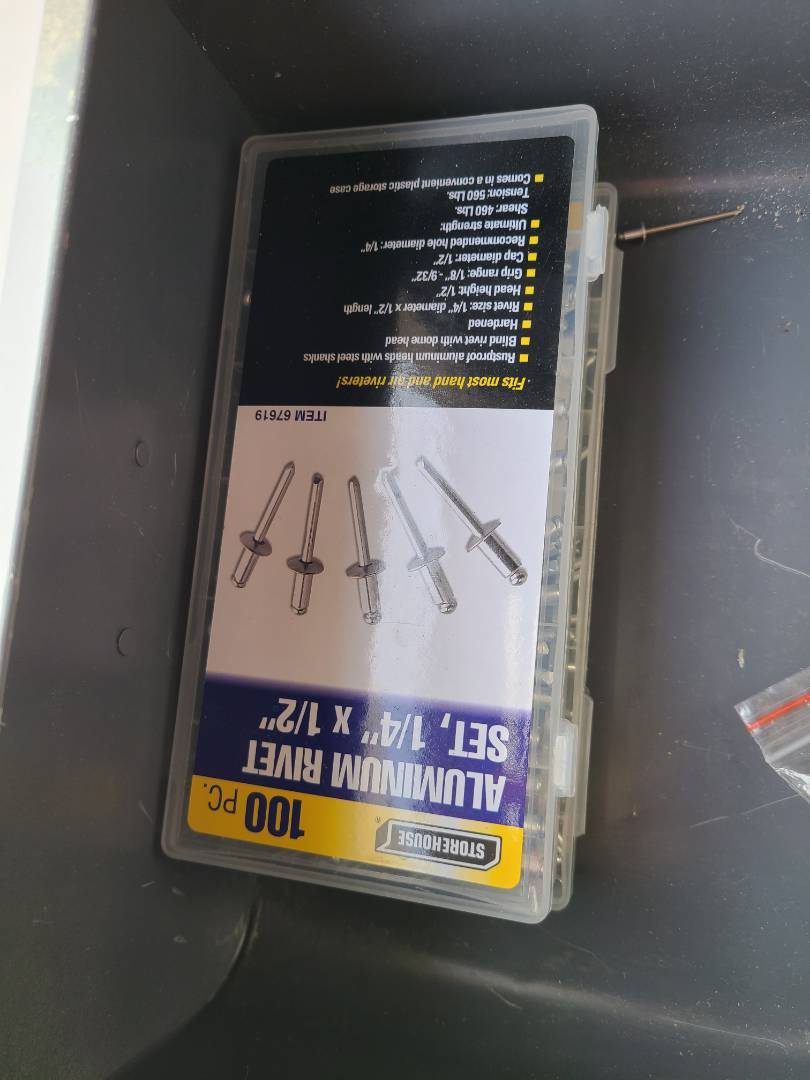 STOREHOUSE®
100 PC.
ALUMINUM RIVET
SET, 1/4" x 1/2"
ITEM 67619
Fits most hand and air riveters!
Rustproof aluminum heads with steel shanks
Blind rivet with dome head
Hardened
Rivet size: 1/4" diameter x 1/2" length
Head height: 1/2"
Grip range: 1/8" - 9/32"
Cap diameter: 1/2"
Recommended hole diameter: 1/4"
Ultimate strength:
Shear: 460 Lbs.
Tension: 560 Lbs.
Comes in a convenient plastic storage case